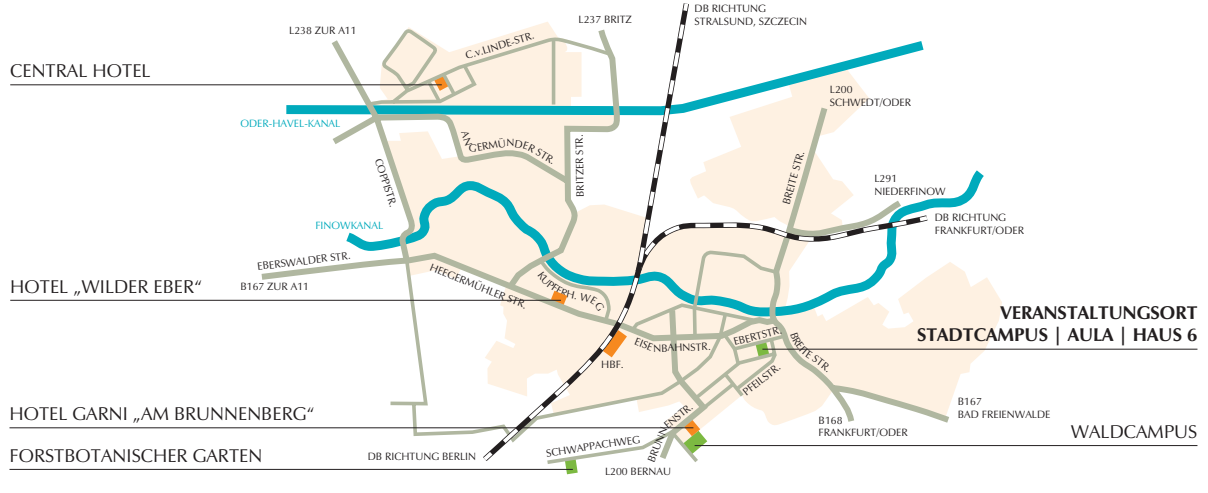 DB RICHTUNG
STRALSUND, SZCZECIN
L237 BRITZ
L238 ZUR A11
C.v.LINDE-STR.
CENTRAL HOTEL
L200
SCHWEDT/ODER
ODER-HAVEL-KANAL
ANGERMÜNDER STR.
BRITZER STR.
COPPISTR.
BREITE STR.
L291
NIEDERFINOW
FINOWKANAL
DB RICHTUNG
FRANKFURT/ODER
EBERSWALDER STR.
B167 ZUR A11
HEEGERMÜHLER STR.
KUPFERH. WEG
HOTEL „WILDER EBER“
VERANSTALTUNGSORT
STADTCAMPUS | AULA | HAUS 6
EISENBAHNSTR.
EBERTSTR.
BREITE STR.
HBF.
PFEILSTR.
B167
BAD FREIENWALDE
HOTEL GARNI „AM BRUNNENBERG“
BRUNNENSTR.
B168
FRANKFURT/ODER
WALDCAMPUS
SCHWAPPACHWEG
FORSTBOTANISCHER GARTEN
DB RICHTUNG BERLIN
L200 BERNAU